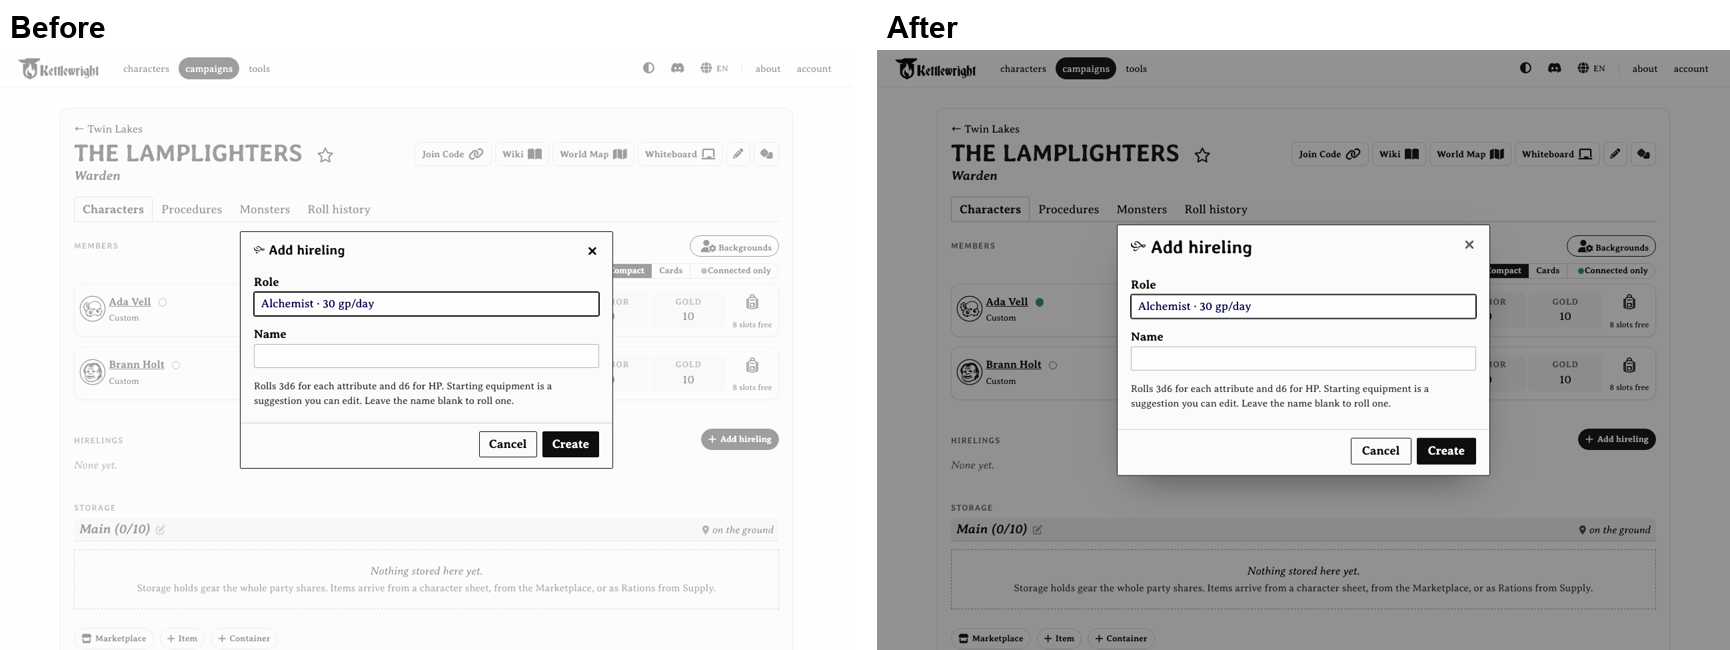 Before
Kettlewright characters campaigns tools EN about account
← Twin Lakes
THE LAMPLIGHTERS Join Code Wiki World Map Whiteboard
Warden
Characters Procedures Monsters Roll history
MEMBERS Backgrounds
ompact Cards Connected only
Add hireling ×
Role
Alchemist · 30 gp/day
Name
Rolls 3d6 for each attribute and d6 for HP. Starting equipment is a
suggestion you can edit. Leave the name blank to roll one.
Cancel Create
Ada Vell
Custom
OR GOLD
10
8 slots free
Brann Holt
Custom
OR GOLD
10
8 slots free
HIRELINGS + Add hireling
None yet.
STORAGE
Main (0/10) on the ground
Nothing stored here yet.
Storage holds gear the whole party shares. Items arrive from a character sheet, from the Marketplace, or as Rations from Supply.
Marketplace + Item + Container
After
Kettlewright characters campaigns tools EN about account
← Twin Lakes
THE LAMPLIGHTERS Join Code Wiki World Map Whiteboard
Warden
Characters Procedures Monsters Roll history
MEMBERS Backgrounds
ompact Cards Connected only
Add hireling ×
Role
Alchemist · 30 gp/day
Name
Rolls 3d6 for each attribute and d6 for HP. Starting equipment is a
suggestion you can edit. Leave the name blank to roll one.
Cancel Create
Ada Vell
Custom
OR GOLD
10
8 slots free
Brann Holt
Custom
OR GOLD
10
8 slots free
HIRELINGS + Add hireling
None yet.
STORAGE
Main (0/10) on the ground
Nothing stored here yet.
Storage holds gear the whole party shares. Items arrive from a character sheet, from the Marketplace, or as Rations from Supply.
Marketplace + Item + Container